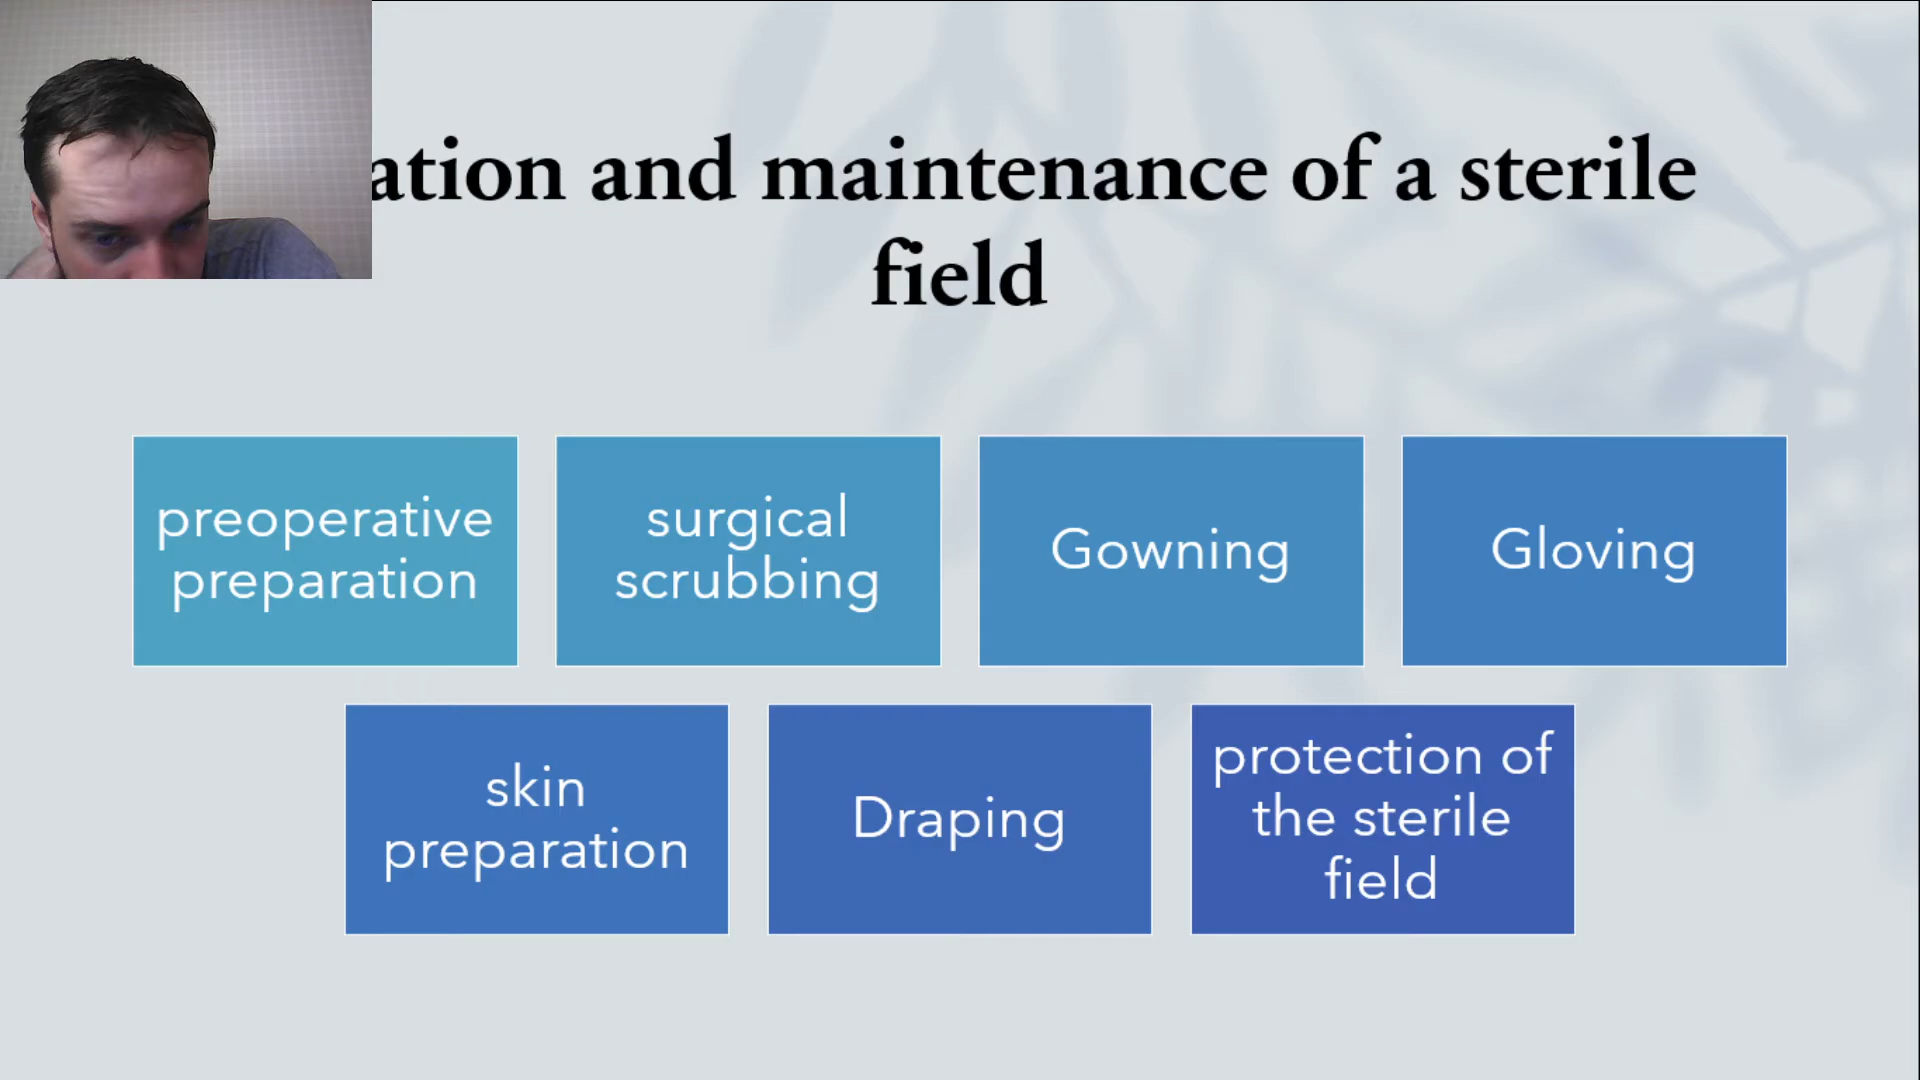 ation and maintenance of a sterile
field
preoperative
preparation
surgical
scrubbing
Gowning
Gloving
skin
preparation
Draping
protection of
the sterile
field